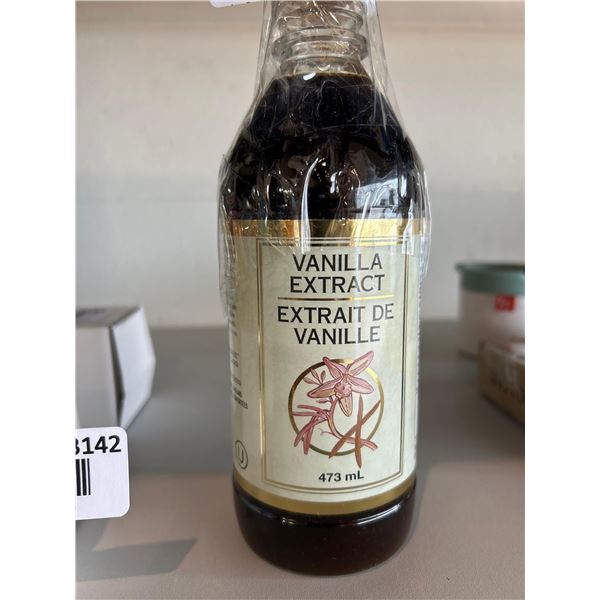 VANILLA
EXTRACT
EXTRAIT DE
VANILLE
473 mL
U
3142